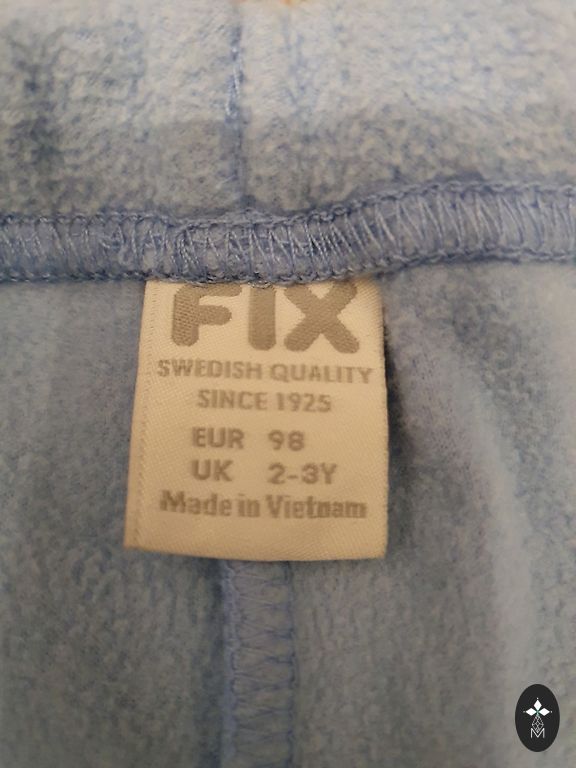 FIX
SWEDISH QUALITY
SINCE 1925
EUR 98
UK 2-3Y
Made in Vietnam
M